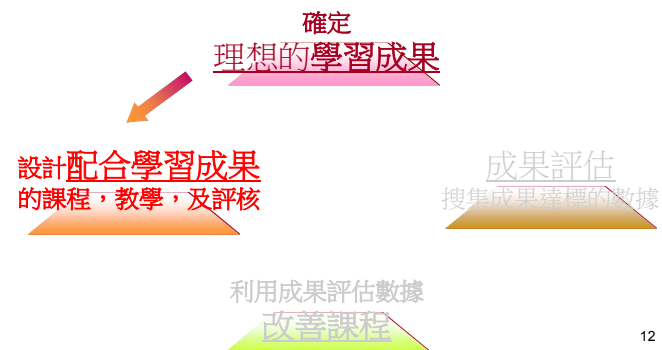 確定
理想的學習成果
設計配合學習成果
的課程，教學，及評核
成果評估
搜集成果達標的數據
利用成果評估數據
改善課程
12